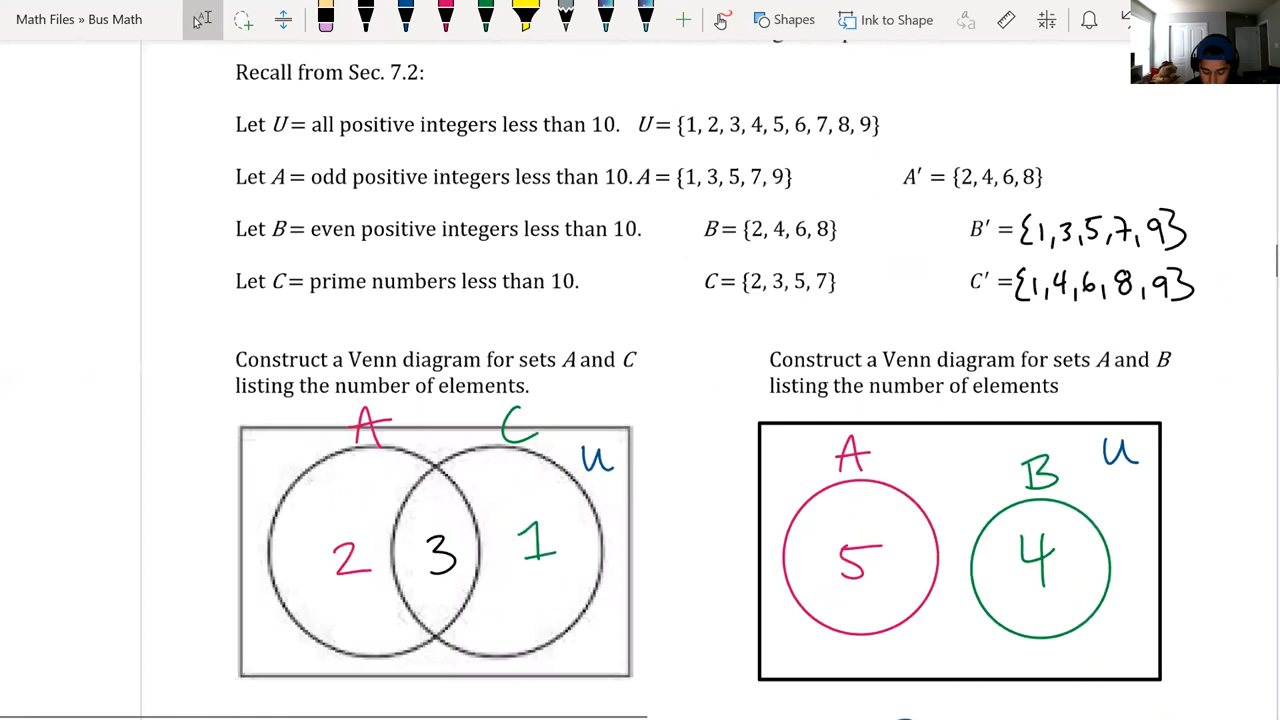 Math Files » Bus Math
Shapes
Ink to Shape
Recall from Sec. 7.2:
Let U = all positive integers less than 10. U = {1, 2, 3, 4, 5, 6, 7, 8, 9}
Let A = odd positive integers less than 10. A = {1, 3, 5, 7, 9} A′ = {2, 4, 6, 8}
Let B = even positive integers less than 10. B = {2, 4, 6, 8} B′ = {1, 3, 5, 7, 9}
Let C = prime numbers less than 10. C = {2, 3, 5, 7} C′ = {1, 4, 6, 8, 9}
Construct a Venn diagram for sets A and C
listing the number of elements.
A C U
2 3 1
Construct a Venn diagram for sets A and B
listing the number of elements
A B U
5 4